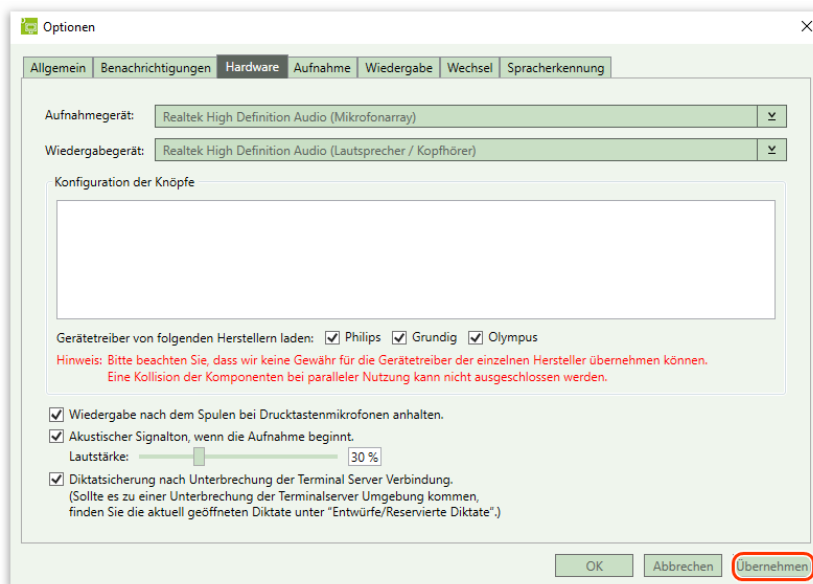 Optionen
Allgemein Benachrichtigungen Hardware Aufnahme Wiedergabe Wechsel Spracherkennung
Aufnahmegerät: Realtek High Definition Audio (Mikrofonarray)
Wiedergabegerät: Realtek High Definition Audio (Lautsprecher / Kopfhörer)
Konfiguration der Knöpfe
Gerätetreiber von folgenden Herstellern laden: Philips Grundig Olympus
Hinweis: Bitte beachten Sie, dass wir keine Gewähr für die Gerätetreiber der einzelnen Hersteller übernehmen können.
Eine Kollision der Komponenten bei paralleler Nutzung kann nicht ausgeschlossen werden.
Wiedergabe nach dem Spulen bei Drucktastenmikrofonen anhalten.
Akustischer Signalton, wenn die Aufnahme beginnt.
Lautstärke: 30 %
Diktatsicherung nach Unterbrechung der Terminal Server Verbindung.
(Sollte es zu einer Unterbrechung der Terminalserver Umgebung kommen,
finden Sie die aktuell geöffneten Diktate unter "Entwürfe/Reservierte Diktate".)
OK Abbrechen Übernehmen